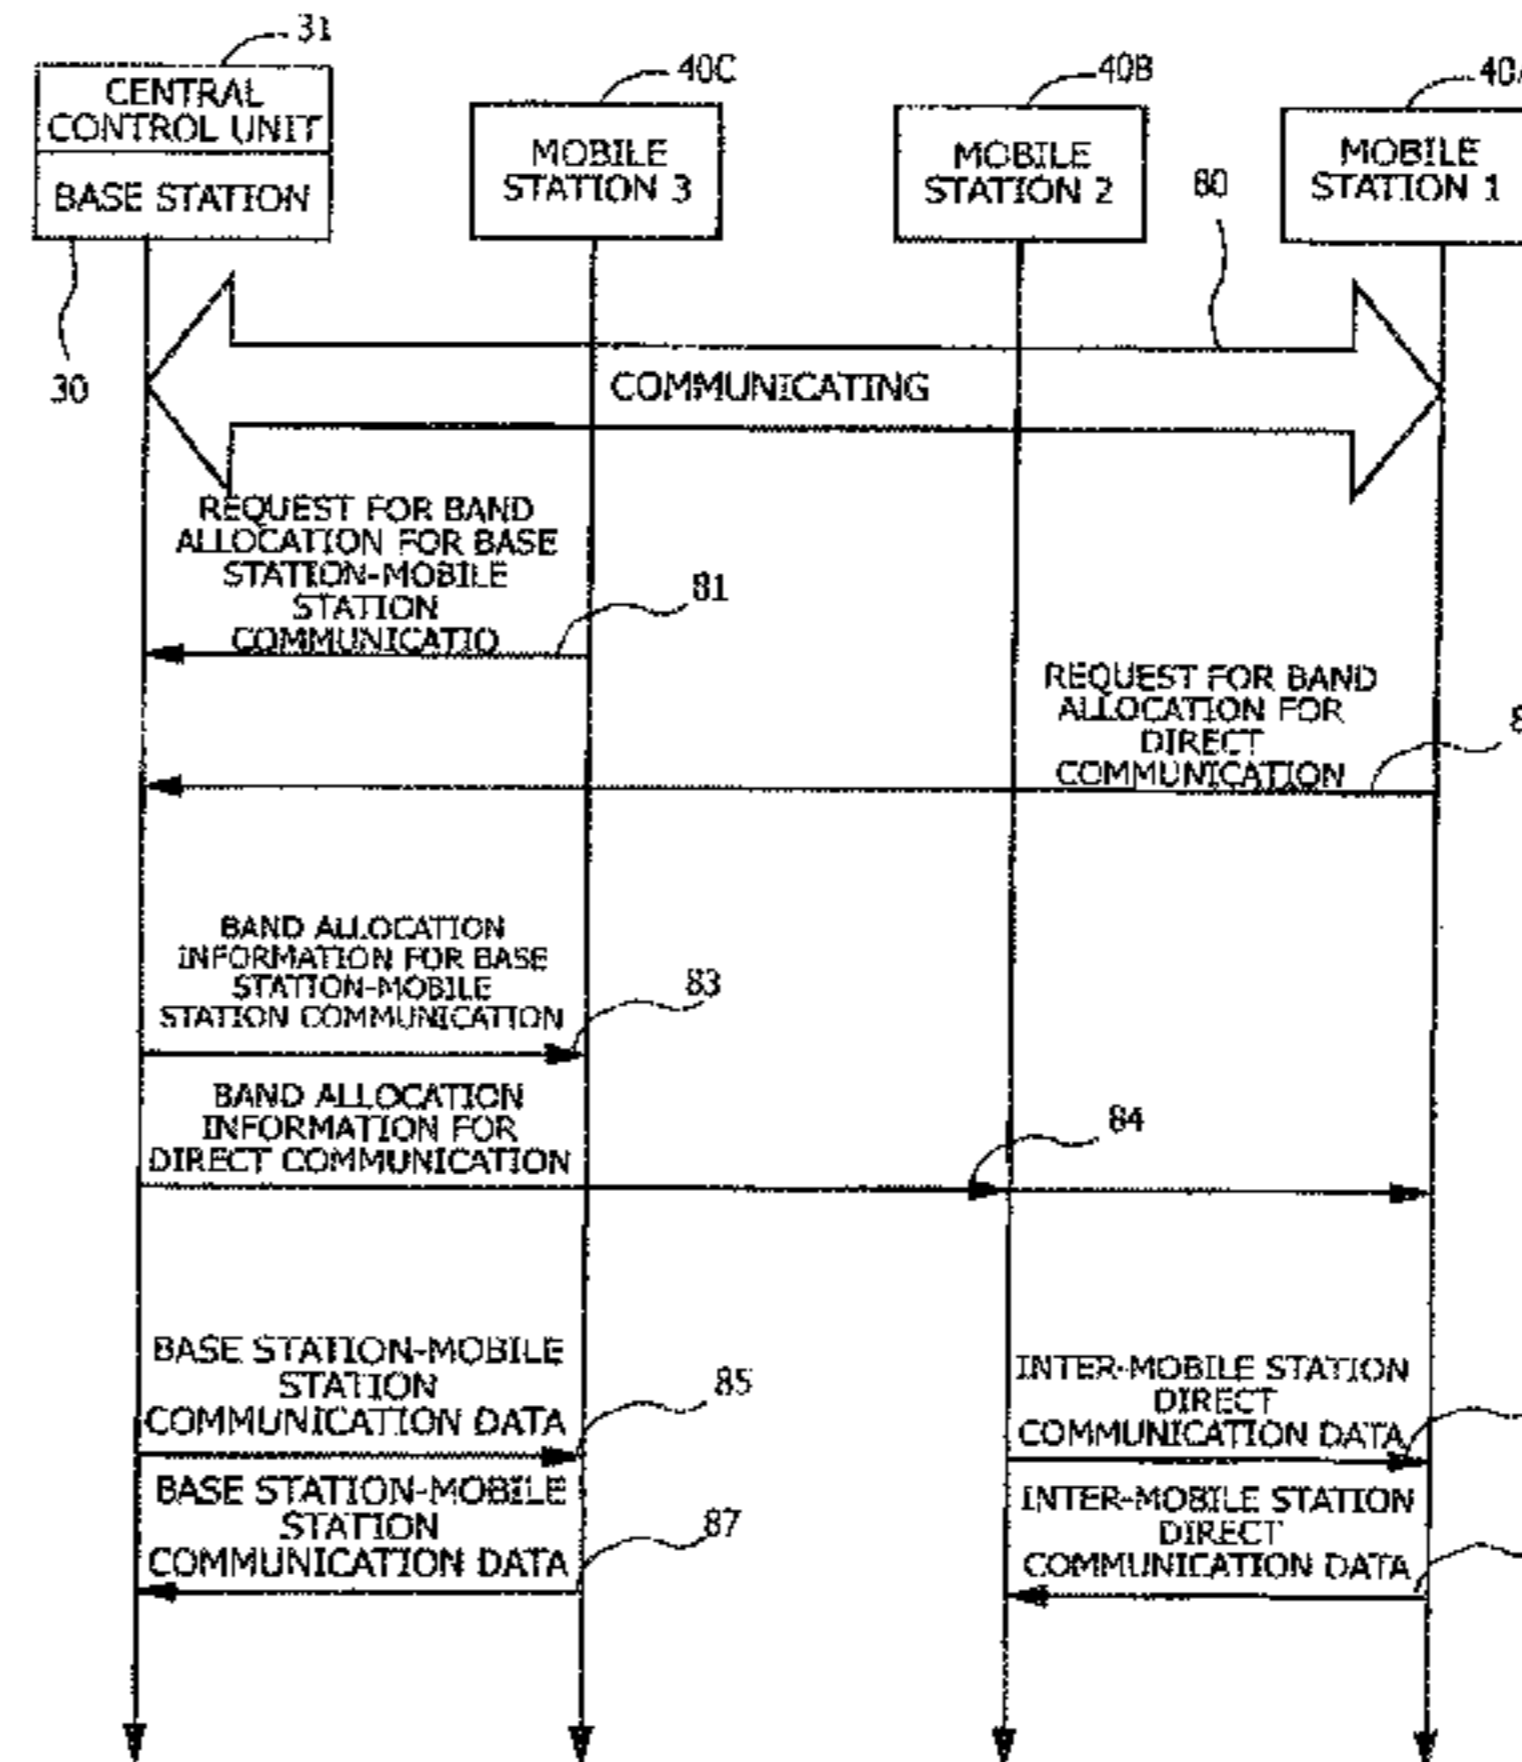 31
CENTRAL
CONTROL UNIT
BASE STATION
30
40C
MOBILE
STATION 3
40B
MOBILE
STATION 2
40A
MOBILE
STATION 1
80
COMMUNICATING
REQUEST FOR BAND
ALLOCATION FOR BASE
STATION-MOBILE
STATION
COMMUNICATIO
81
REQUEST FOR BAND
ALLOCATION FOR
DIRECT
COMMUNICATION
BAND ALLOCATION
INFORMATION FOR BASE
STATION-MOBILE
STATION COMMUNICATION
83
BAND ALLOCATION
INFORMATION FOR
DIRECT COMMUNICATION
84
BASE STATION-MOBILE
STATION
COMMUNICATION DATA
85
INTER-MOBILE STATION
DIRECT
COMMUNICATION DATA
BASE STATION-MOBILE
STATION
COMMUNICATION DATA
87
INTER-MOBILE STATION
DIRECT
COMMUNICATION DATA